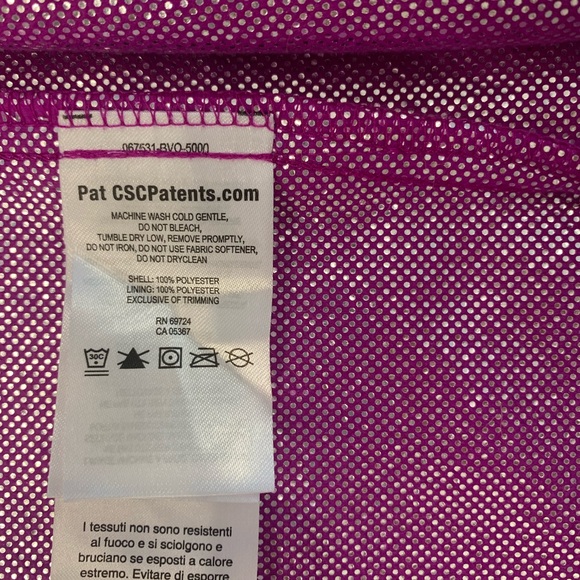 067631-BVO-5000
Pat CSCPatents.com
MACHINE WASH COLD GENTLE,
DO NOT BLEACH,
TUMBLE DRY LOW, REMOVE PROMPTLY,
DO NOT IRON, DO NOT USE FABRIC SOFTENER,
DO NOT DRYCLEAN
SHELL: 100% POLYESTER
LINING: 100% POLYESTER
EXCLUSIVE OF TRIMMING
RN 69724
CA 05367
30C
I tessuti non sono resistenti
al fuoco e si sciolgono e
bruciano se esposti a calore
estremo. Evitare di esporre